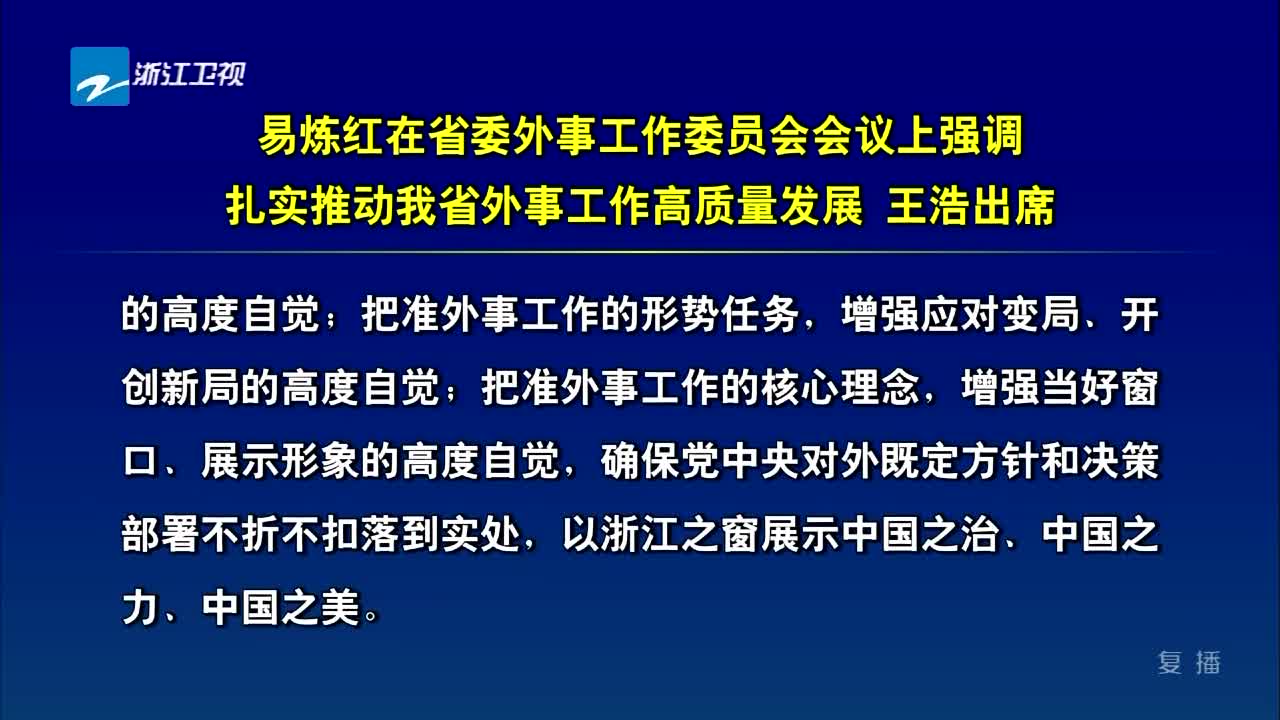 浙江卫视
易炼红在省委外事工作委员会会议上强调
扎实推动我省外事工作高质量发展 王浩出席
的高度自觉；把准外事工作的形势任务，增强应对变局、开
创新局的高度自觉；把准外事工作的核心理念，增强当好窗
口、展示形象的高度自觉，确保党中央对外既定方针和决策
部署不折不扣落到实处，以浙江之窗展示中国之治、中国之
力、中国之美。
复播